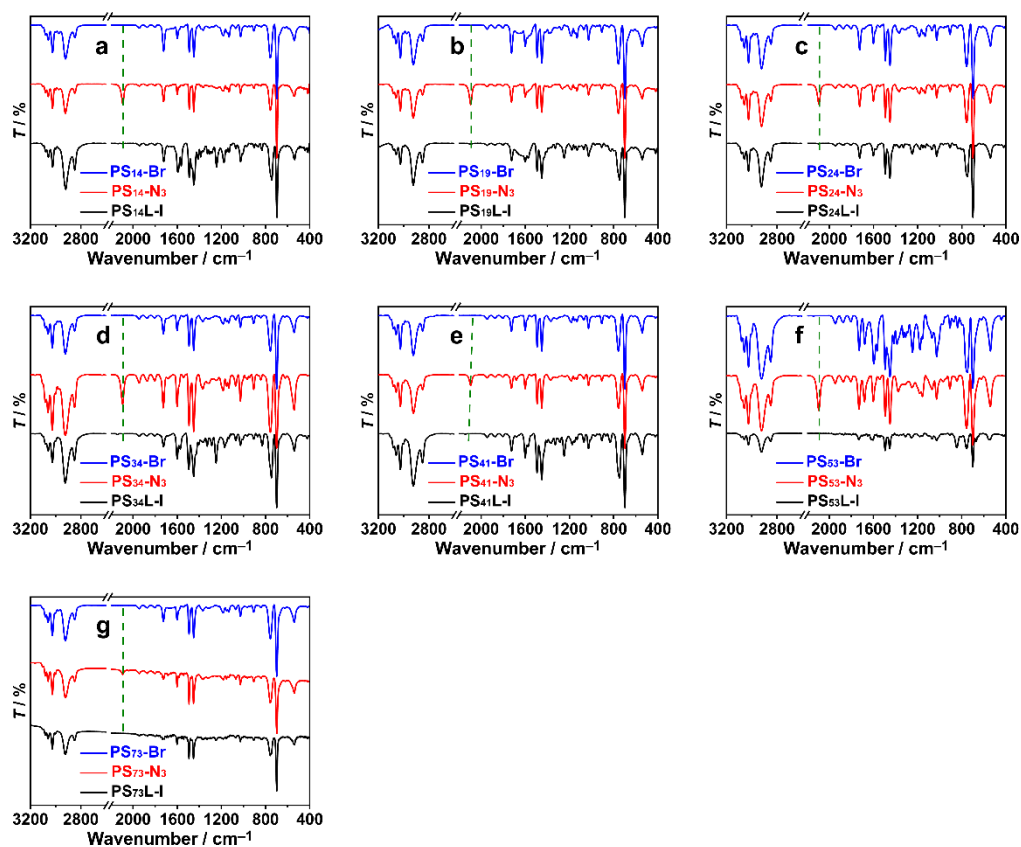 a
T / %
PS14-Br
PS14-N3
PS14L-I
3200 2800 2000 1600 1200 800 400
Wavenumber / cm−1
b
T / %
PS19-Br
PS19-N3
PS19L-I
3200 2800 2000 1600 1200 800 400
Wavenumber / cm−1
c
T / %
PS24-Br
PS24-N3
PS24L-I
3200 2800 2000 1600 1200 800 400
Wavenumber / cm−1
d
T / %
PS34-Br
PS34-N3
PS34L-I
3200 2800 2000 1600 1200 800 400
Wavenumber / cm−1
e
T / %
PS41-Br
PS41-N3
PS41L-I
3200 2800 2000 1600 1200 800 400
Wavenumber / cm−1
f
T / %
PS53-Br
PS53-N3
PS53L-I
3200 2800 2000 1600 1200 800 400
Wavenumber / cm−1
g
T / %
PS73-Br
PS73-N3
PS73L-I
3200 2800 2000 1600 1200 800 400
Wavenumber / cm−1